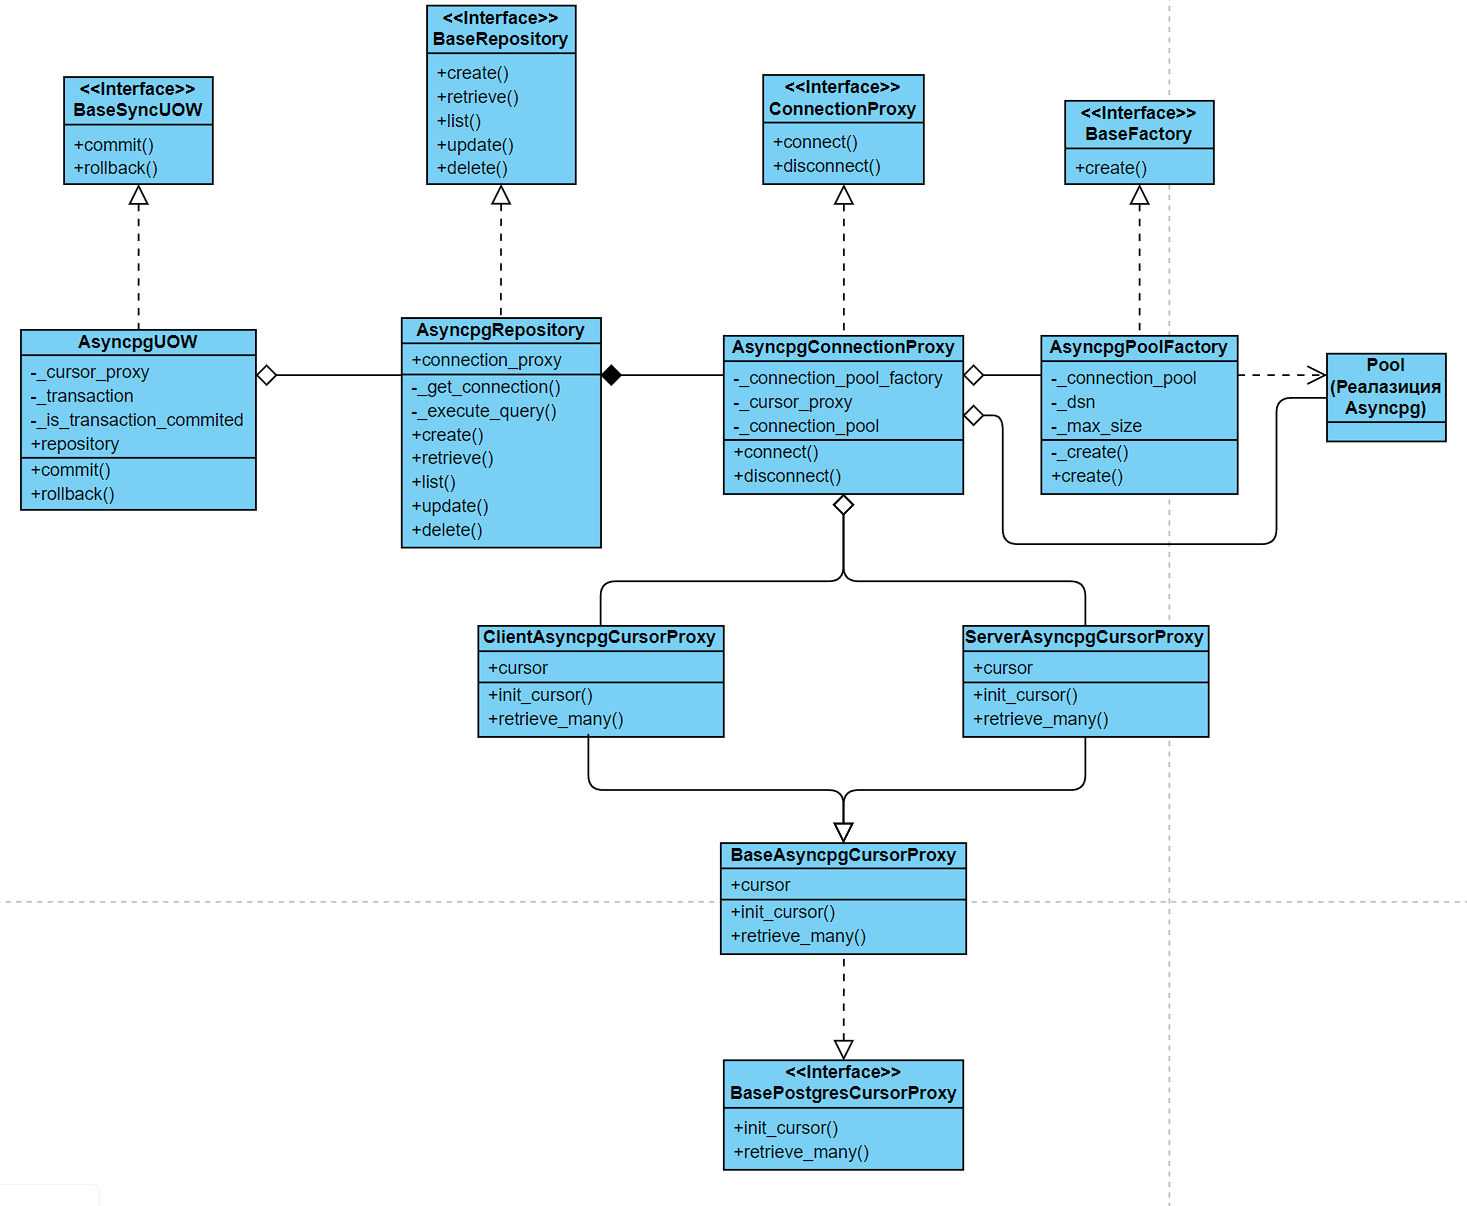 <<Interface>>
BaseSyncUOW
+commit()
+rollback()
<<Interface>>
BaseRepository
+create()
+retrieve()
+list()
+update()
+delete()
<<Interface>>
ConnectionProxy
+connect()
+disconnect()
<<Interface>>
BaseFactory
+create()
AsyncpgUOW
-_cursor_proxy
-_transaction
-_is_transaction_commited
+repository
+commit()
+rollback()
AsyncpgRepository
+connection_proxy
-_get_connection()
-_execute_query()
+create()
+retrieve()
+list()
+update()
+delete()
AsyncpgConnectionProxy
-_connection_pool_factory
-_cursor_proxy
-_connection_pool
+connect()
+disconnect()
AsyncpgPoolFactory
-_connection_pool
-_dsn
-_max_size
-_create()
+create()
Pool
(Реалазиция
Asyncpg)
ClientAsyncpgCursorProxy
+cursor
+init_cursor()
+retrieve_many()
ServerAsyncpgCursorProxy
+cursor
+init_cursor()
+retrieve_many()
BaseAsyncpgCursorProxy
+cursor
+init_cursor()
+retrieve_many()
<<Interface>>
BasePostgresCursorProxy
+init_cursor()
+retrieve_many()